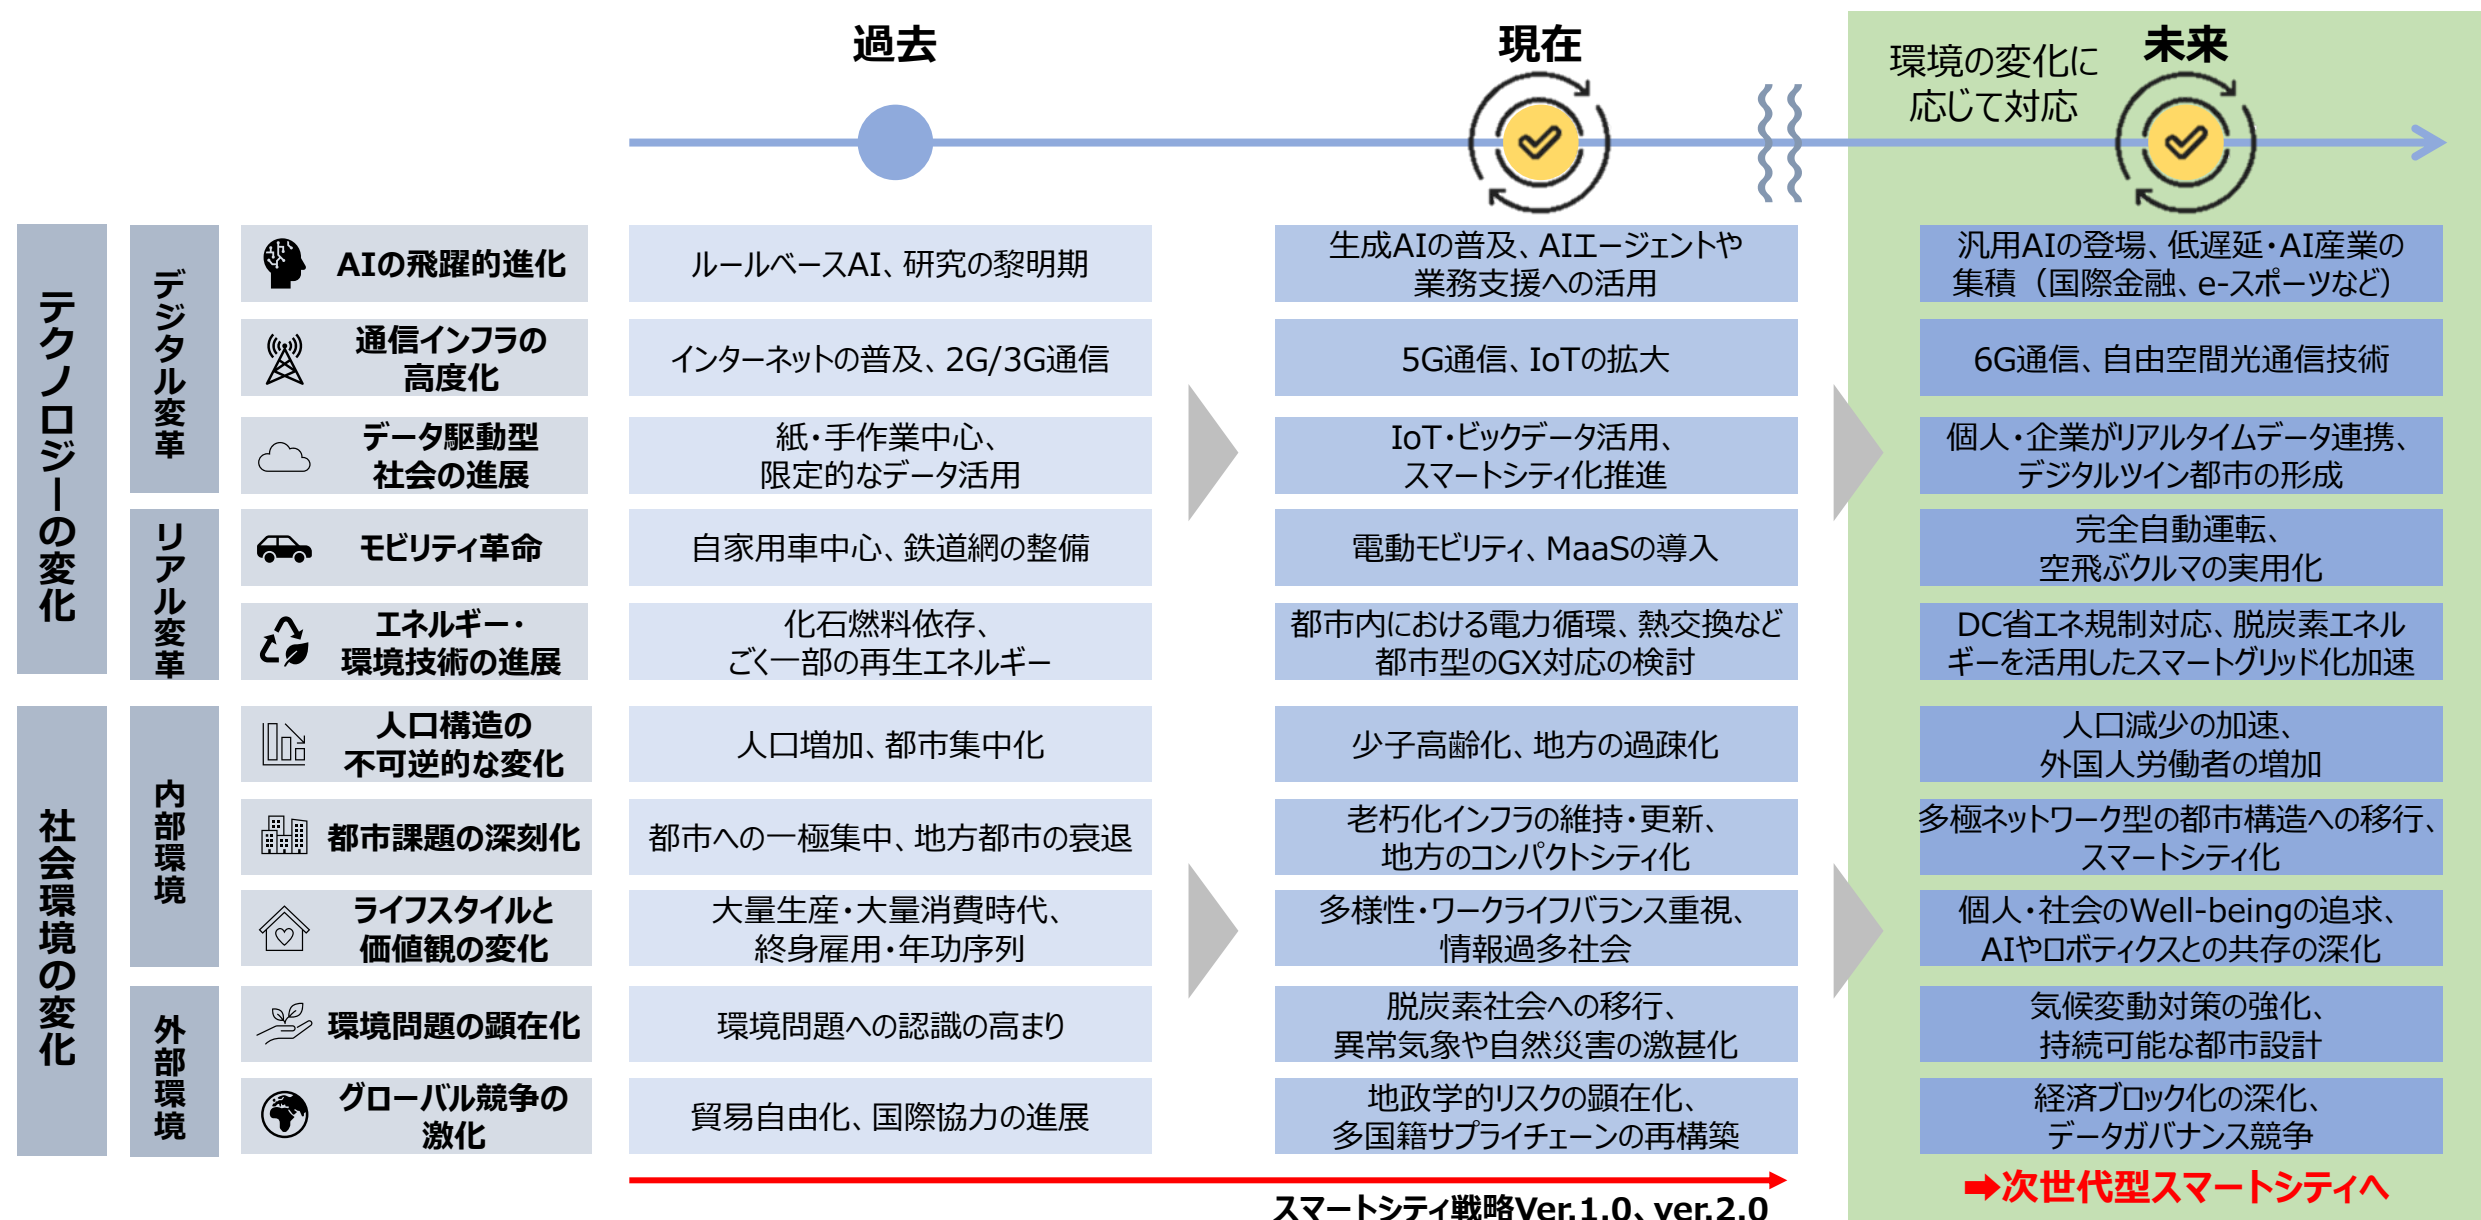 過去
現在
環境の変化に
応じて対応
未来
テクノロジーの変化
デジタル変革
AIの飛躍的進化
ルールベースAI、研究の黎明期
生成AIの普及、AIエージェントや
業務支援への活用
汎用AIの登場、低遅延・AI産業の
集積（国際金融、e-スポーツなど）
通信インフラの
高度化
インターネットの普及、2G/3G通信
5G通信、IoTの拡大
6G通信、自由空間光通信技術
データ駆動型
社会の進展
紙・手作業中心、
限定的なデータ活用
IoT・ビックデータ活用、
スマートシティ化推進
個人・企業がリアルタイムデータ連携、
デジタルツイン都市の形成
リアル変革
モビリティ革命
自家用車中心、鉄道網の整備
電動モビリティ、MaaSの導入
完全自動運転、
空飛ぶクルマの実用化
エネルギー・
環境技術の進展
化石燃料依存、
ごく一部の再生エネルギー
都市内における電力循環、熱交換など
都市型のGX対応の検討
DC省エネ規制対応、脱炭素エネル
ギーを活用したスマートグリッド化加速
社会環境の変化
内部環境
人口構造の
不可逆的な変化
人口増加、都市集中化
少子高齢化、地方の過疎化
人口減少の加速、
外国人労働者の増加
都市課題の深刻化
都市への一極集中、地方都市の衰退
老朽化インフラの維持・更新、
地方のコンパクトシティ化
多極ネットワーク型の都市構造への移行、
スマートシティ化
ライフスタイルと
価値観の変化
大量生産・大量消費時代、
終身雇用・年功序列
多様性・ワークライフバランス重視、
情報過多社会
個人・社会のWell-beingの追求、
AIやロボティクスとの共存の深化
外部環境
環境問題の顕在化
環境問題への認識の高まり
脱炭素社会への移行、
異常気象や自然災害の激甚化
気候変動対策の強化、
持続可能な都市設計
グローバル競争の
激化
貿易自由化、国際協力の進展
地政学的リスクの顕在化、
多国籍サプライチェーンの再構築
経済ブロック化の深化、
データガバナンス競争
スマートシティ戦略Ver.1.0、ver.2.0
➡次世代型スマートシティへ